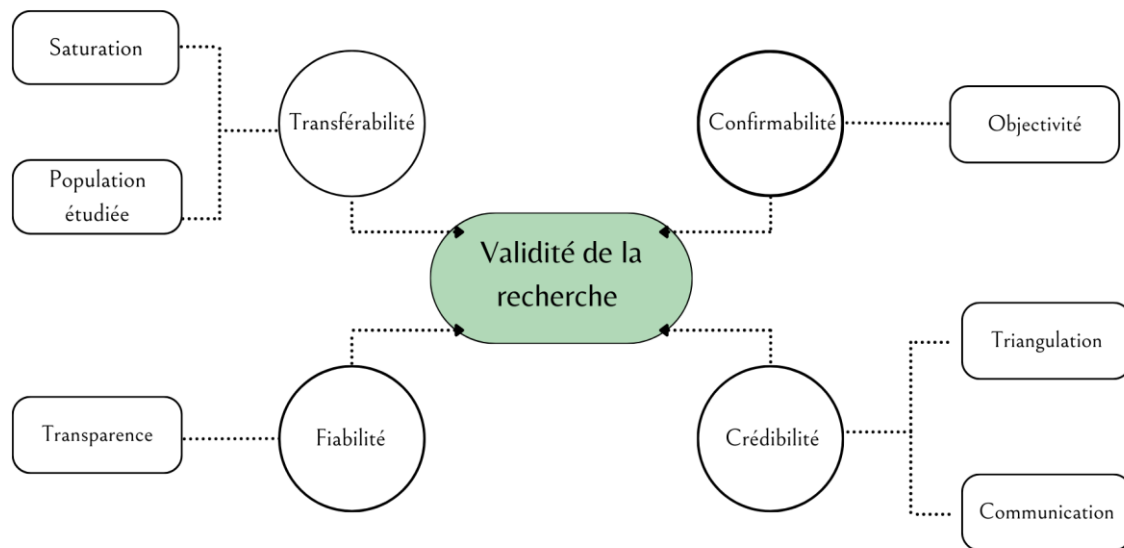 Saturation
Transférabilité
Confirmabilité
Objectivité
Population
étudiée
Validité de la
recherche
Triangulation
Transparence
Fiabilité
Crédibilité
Communication